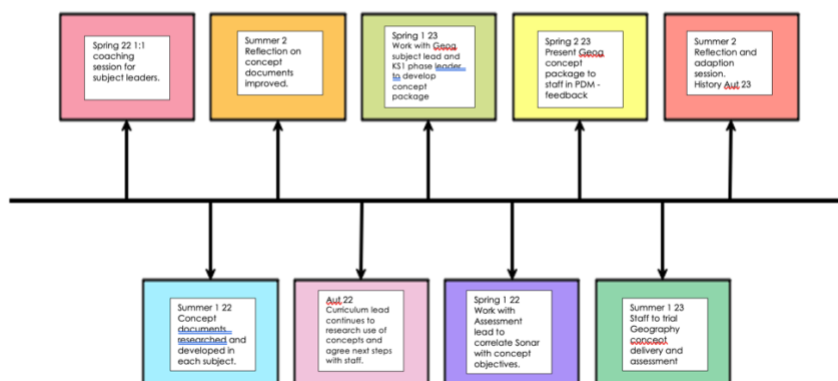 Spring 22 1:1
coaching
session for
subject leaders.
Summer 2
Reflection on
concept
documents
improved.
Spring 1 23
Work with Geog
subject lead and
KS1 phase leader
to develop
concept
package
Spring 2 23
Present Geog
concept
package to
staff in PDM -
feedback
Summer 2
Reflection and
adaption
session.
History Aut 23
Summer 1 22
Concept
documents
researched and
developed in
each subject.
Aut 22
Curriculum lead
continues to
research use of
concepts and
agree next steps
with staff.
Spring 1 22
Work with
Assessment
lead to
correlate Sonar
with concept
objectives.
Summer 1 23
Staff to trial
Geography
concept
delivery and
assessment